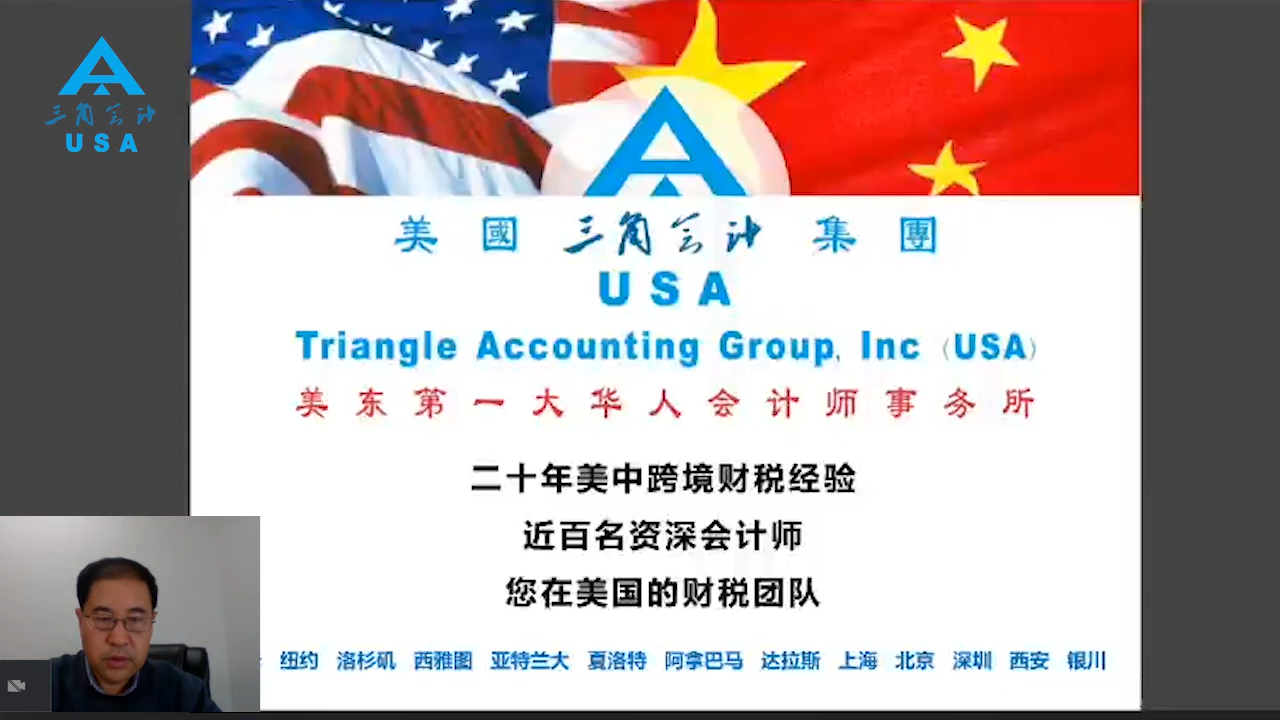 三角会计
USA
美國三角会计集團
USA
Triangle Accounting Group, Inc (USA)
美东第一大华人会计师事务所
二十年美中跨境财税经验
近百名资深会计师
您在美国的财税团队
纽约 洛杉矶 西雅图 亚特兰大 夏洛特 阿拿巴马 达拉斯 上海 北京 深圳 西安 银川